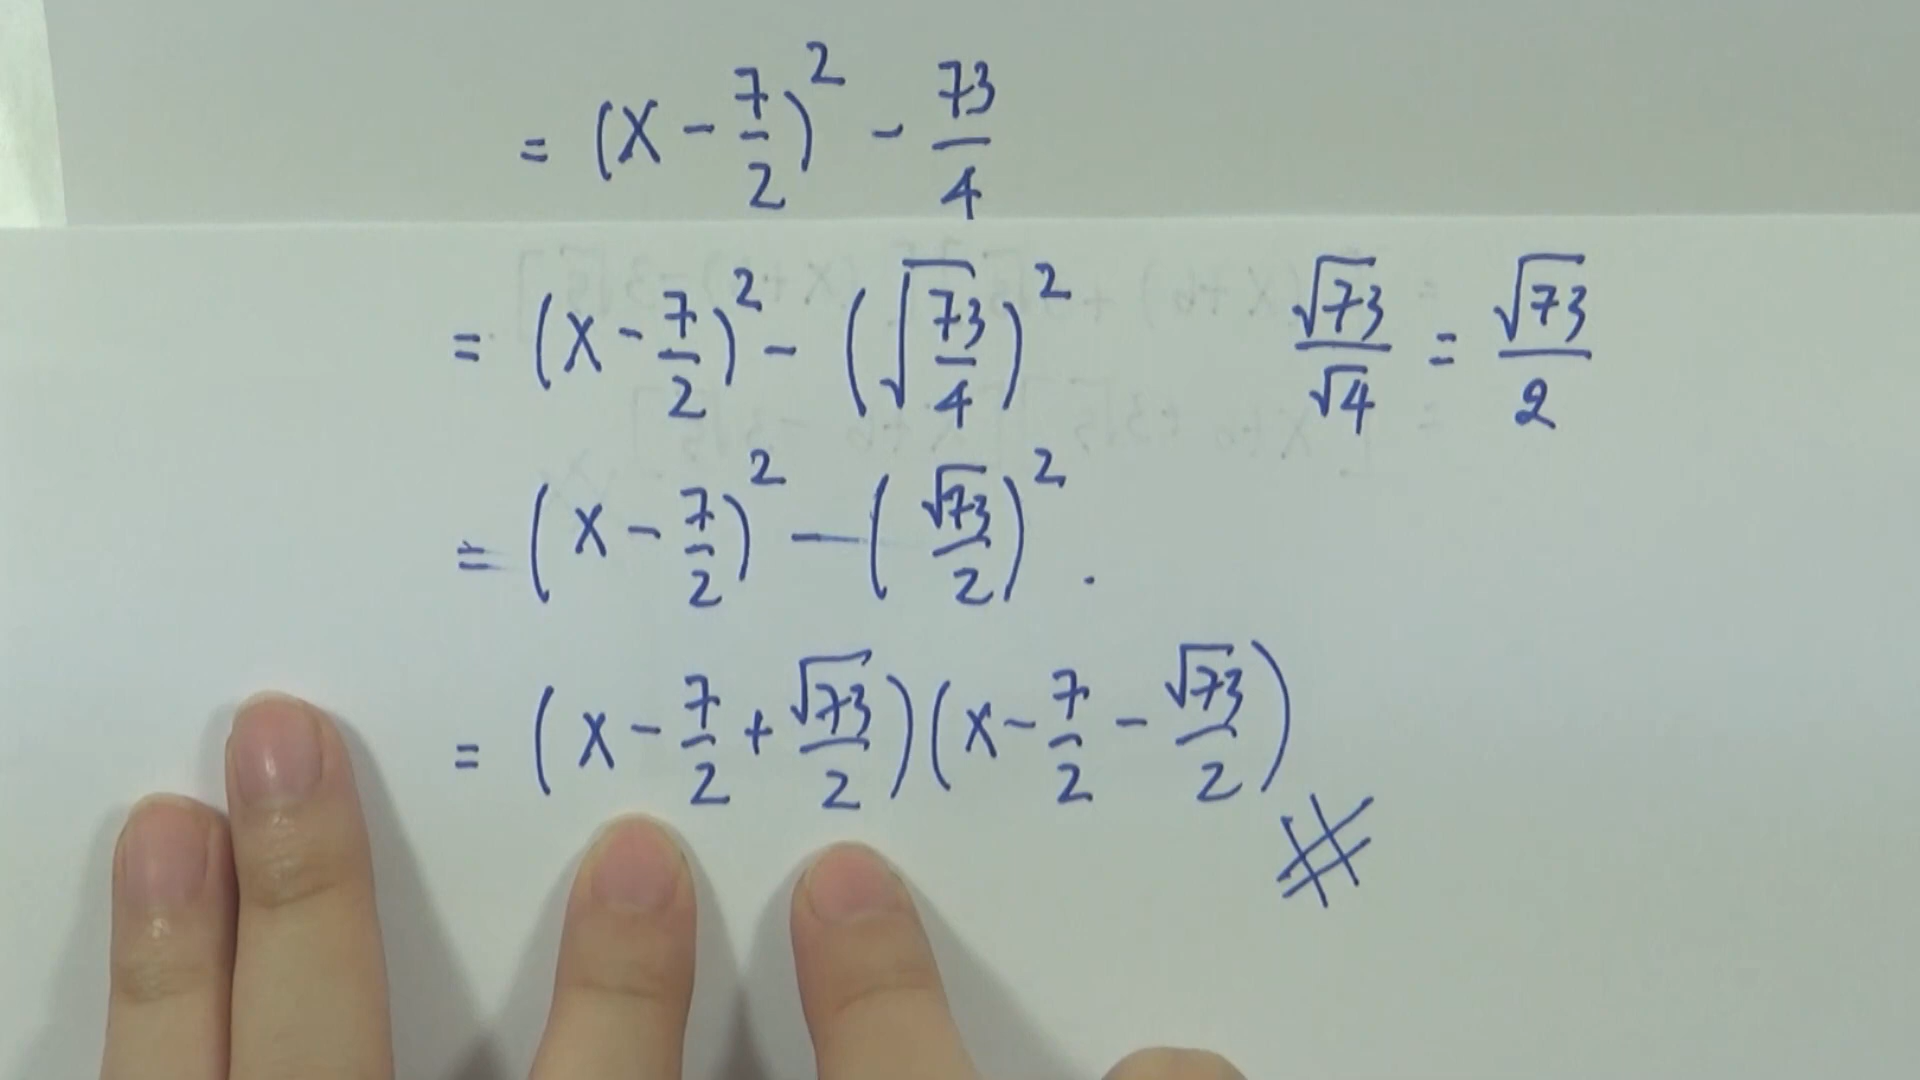 = (x - 7/2)² - 73/4
= (x - 7/2)² - (√(73/4))²
√73/√4 = √73/2
= (x - 7/2)² - (√73/2)².
= (x - 7/2 + √73/2)(x - 7/2 - √73/2)
#